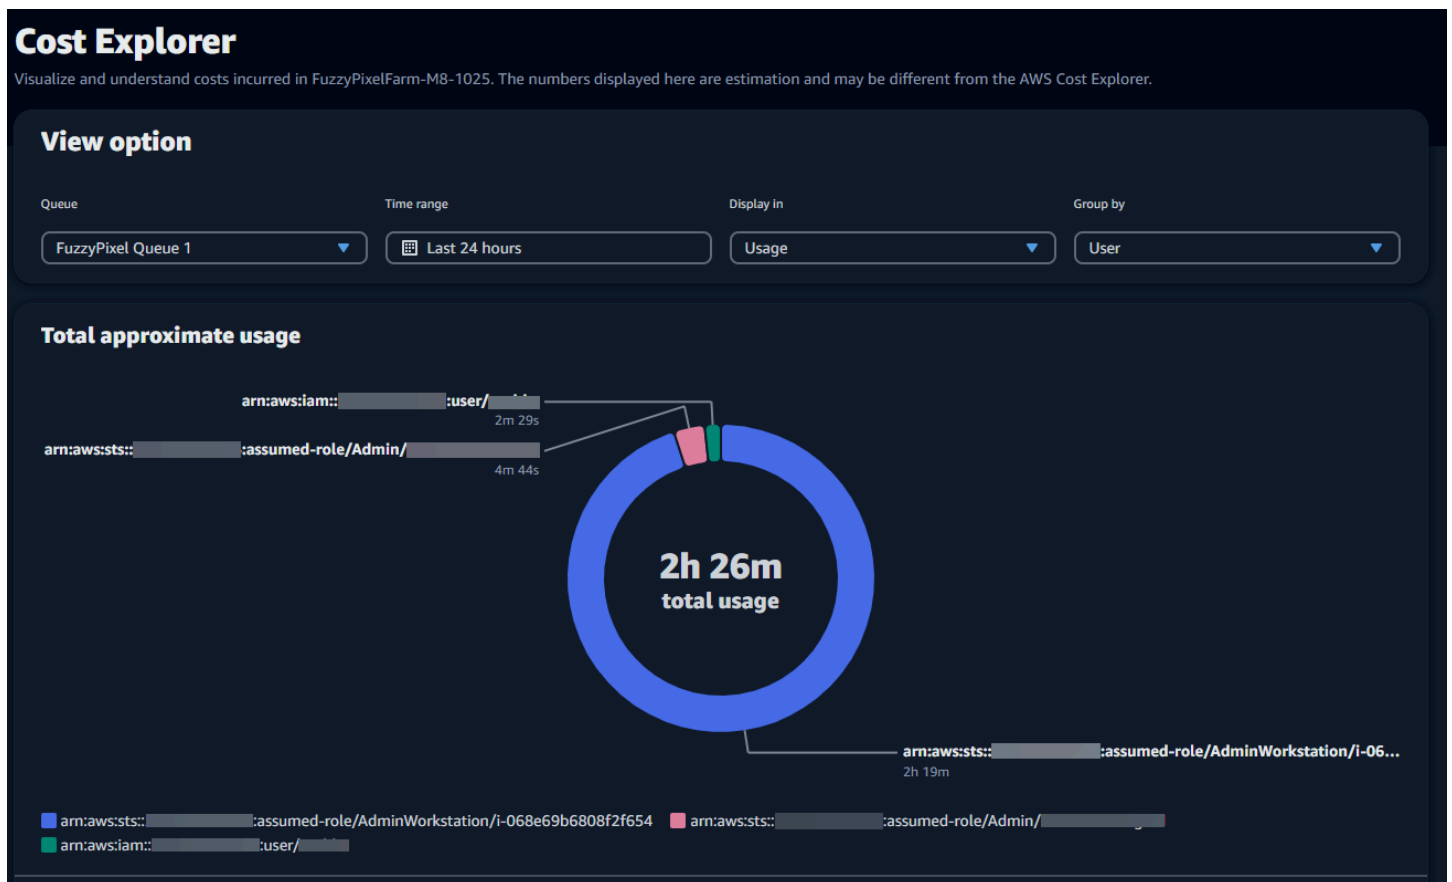 Cost Explorer
Visualize and understand costs incurred in FuzzyPixelFarm-M8-1025. The numbers displayed here are estimation and may be different from the AWS Cost Explorer.
View option
Queue
Time range
Display in
Group by
FuzzyPixel Queue 1
Last 24 hours
Usage
User
Total approximate usage
arn:aws:iam:: :user/
2m 29s
arn:aws:sts:: :assumed-role/Admin/
4m 44s
2h 26m
total usage
arn:aws:sts:: :assumed-role/AdminWorkstation/i-06...
2h 19m
arn:aws:sts:: :assumed-role/AdminWorkstation/i-068e69b6808f2f654
arn:aws:sts:: :assumed-role/Admin/
arn:aws:iam:: :user/